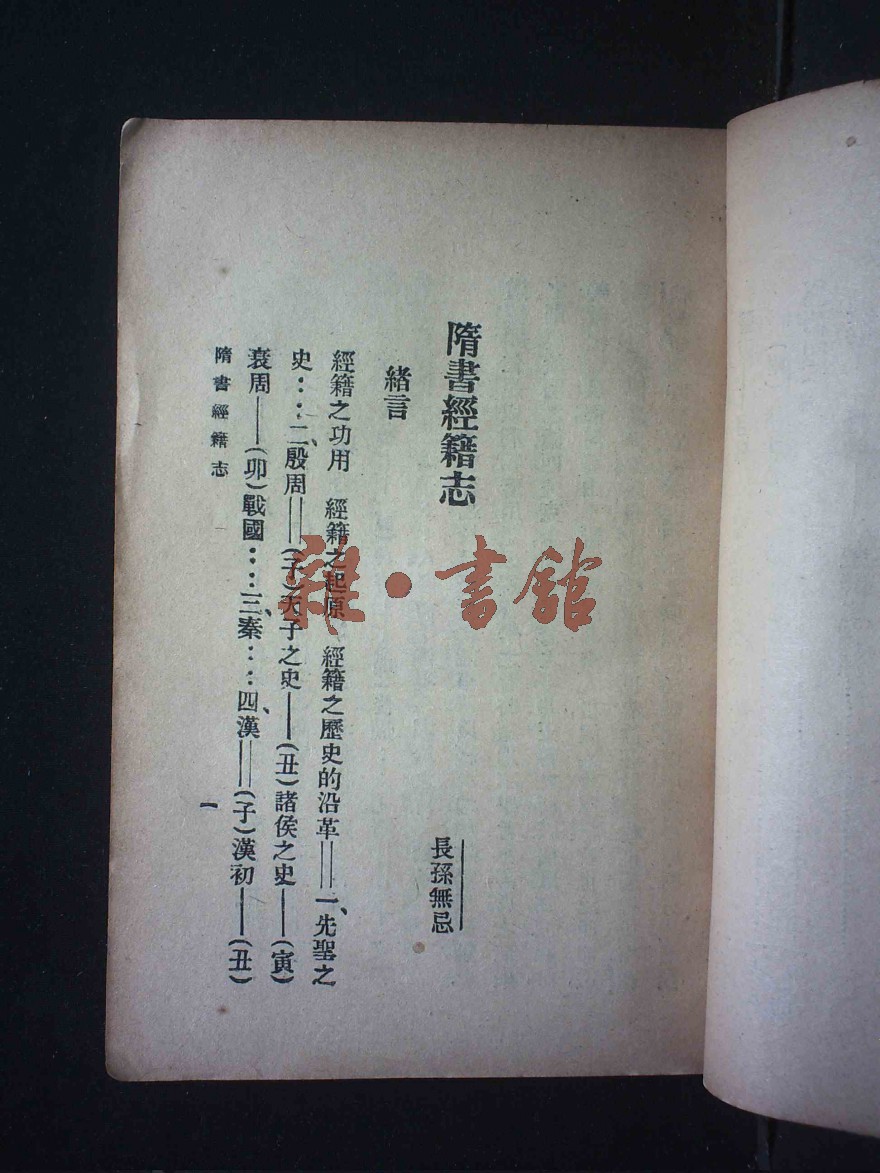 隋書經籍志
長孫無忌
緒言
經籍之功用　經籍之起原　經籍之歷史的沿革——一、先聖之
史：：二、殷周——(子)天子之史——(丑)諸侯之史——(寅)
衰周——(卯)戰國：：三、秦：：四、漢——(子)漢初——(丑)
隋書經籍志
一
雜·書館